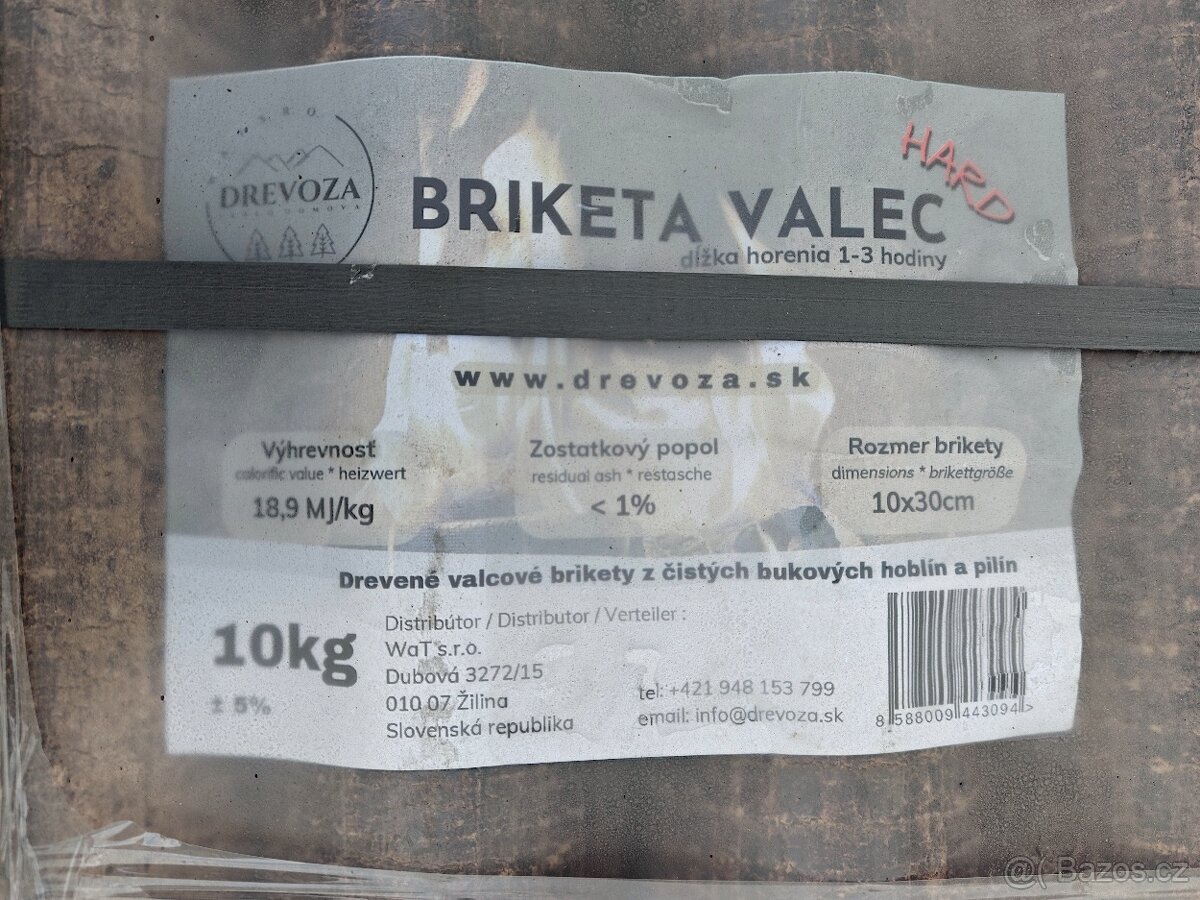 S.R.O.
DREVOZA
BRIKETA VALEC
HARD
dĺžka horenia 1-3 hodiny
www.drevoza.sk
Výhrevnosť
calorific value * heizwert
18,9 MJ/kg
Zostatkový popol
residual ash * restasche
< 1%
Rozmer brikety
dimensions * brikettgröße
10x30cm
Drevené valcové brikety z čistých bukových hoblín a pilín
10kg
± 5%
Distribútor / Distributor / Verteiler :
WaT s.r.o.
Dubová 3272/15
010 07 Žilina
Slovenská republika
tel: +421 948 153 799
email: info@drevoza.sk
8 588009 443094 >
@( Bazos.cz